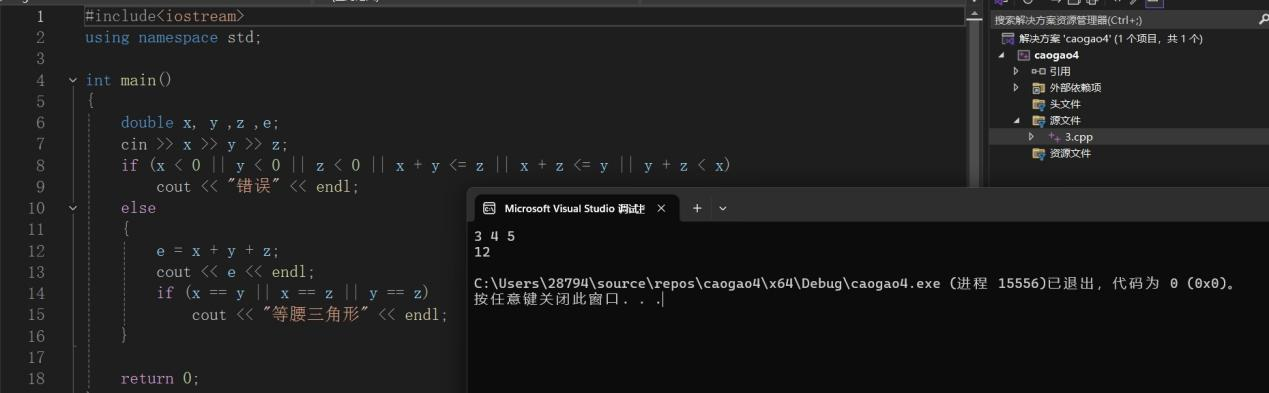 1 #include<iostream>
2 using namespace std;
3
4 int main()
5 {
6 double x, y ,z ,e;
7 cin >> x >> y >> z;
8 if (x < 0 || y < 0 || z < 0 || x + y <= z || x + z <= y || y + z < x)
9 cout << "错误" << endl;
10 else
11 {
12 e = x + y + z;
13 cout << e << endl;
14 if (x == y || x == z || y == z)
15 cout << "等腰三角形" << endl;
16 }
17
18 return 0;
搜索解决方案资源管理器(Ctrl+;)
解决方案 'caogao4' (1 个项目，共 1 个)
caogao4
引用
外部依赖项
头文件
源文件
3.cpp
资源文件
Microsoft Visual Studio 调试
3 4 5
12
C:\Users\28794\source\repos\caogao4\x64\Debug\caogao4.exe (进程 15556)已退出，代码为 0 (0x0)。
按任意键关闭此窗口. . .